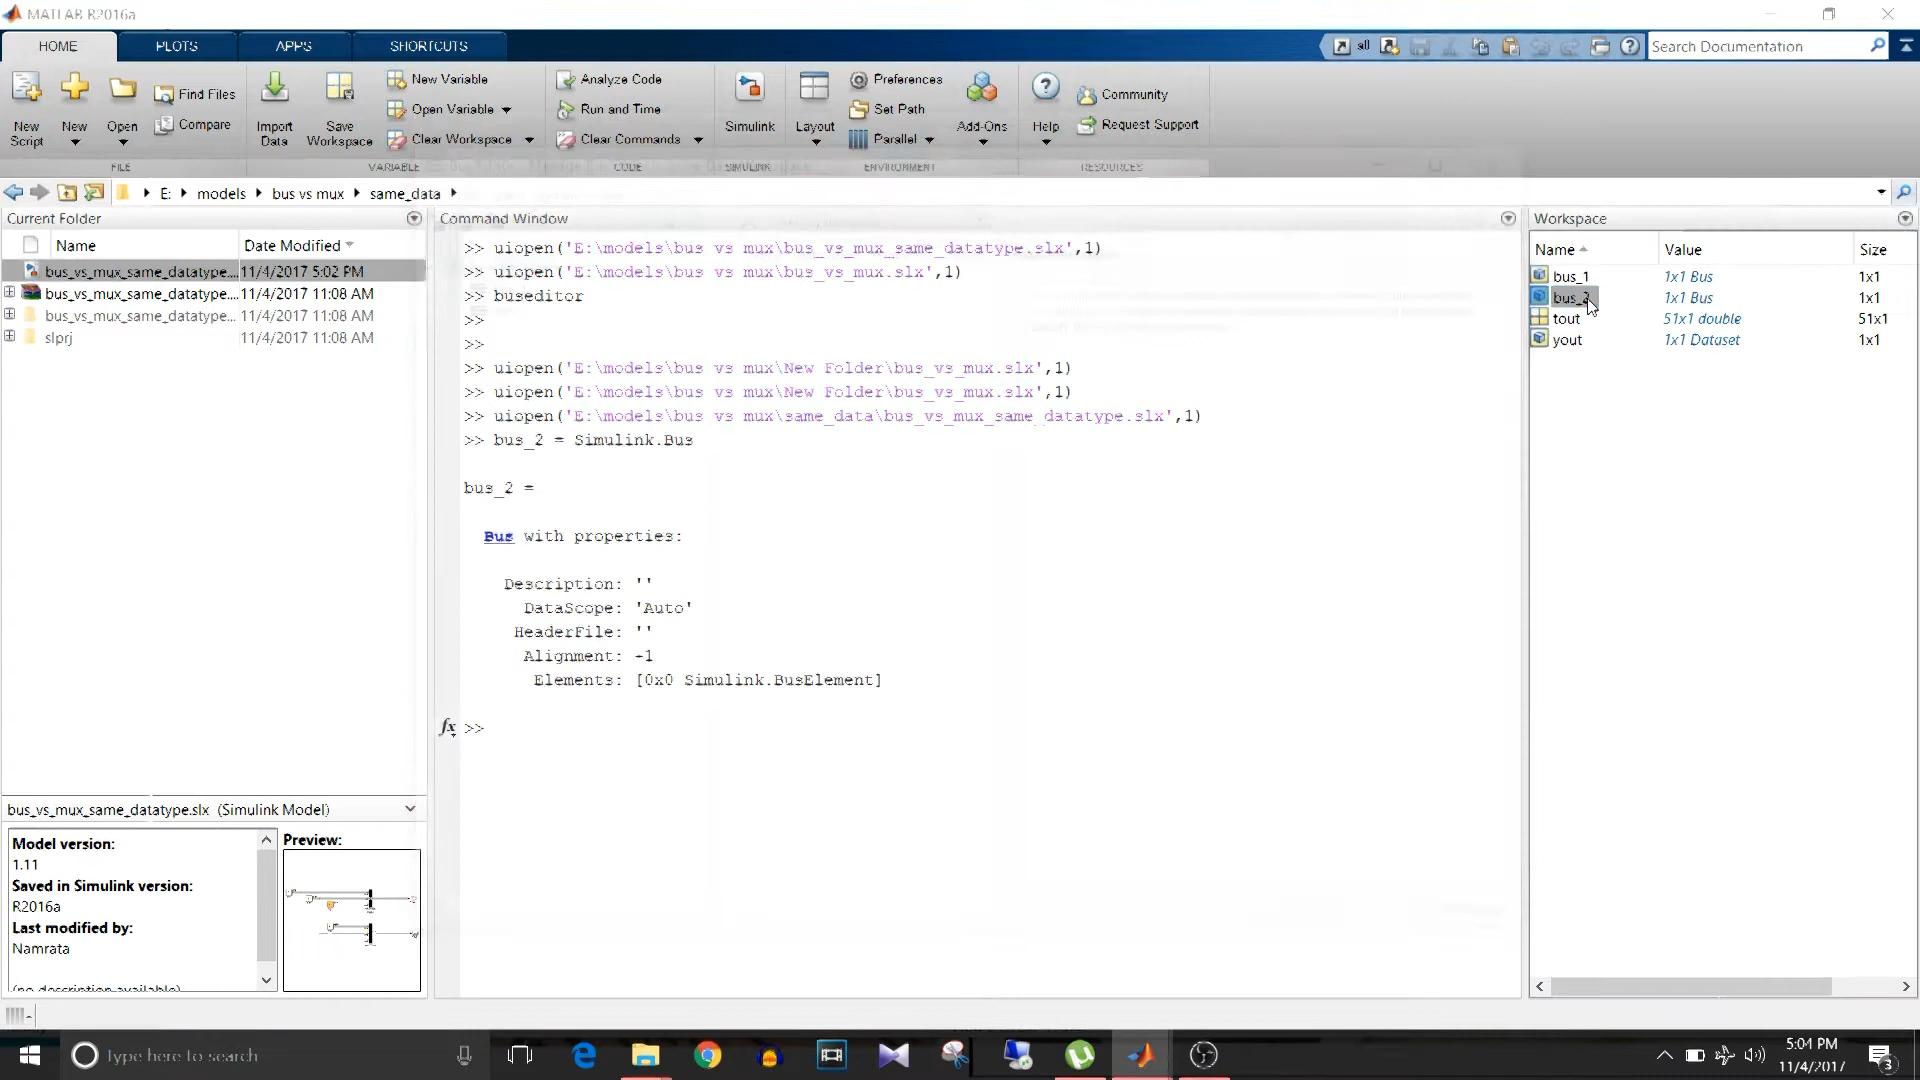 MATLAB R2016a
HOME PLOTS APPS SHORTCUTS
all
Search Documentation
New Script
New
Open
Find Files
Compare
Import Data
Save Workspace
New Variable
Open Variable
Clear Workspace
Analyze Code
Run and Time
Clear Commands
Simulink
Layout
Preferences
Set Path
Parallel
Add-Ons
Help
Community
Request Support
FILE VARIABLE CODE SIMULINK ENVIRONMENT RESOURCES
E: models bus vs mux same_data
Current Folder
Name Date Modified
bus_vs_mux_same_datatype.... 11/4/2017 5:02 PM
bus_vs_mux_same_datatype.... 11/4/2017 11:08 AM
bus_vs_mux_same_datatype... 11/4/2017 11:08 AM
slprj 11/4/2017 11:08 AM
bus_vs_mux_same_datatype.slx (Simulink Model)
Model version:
1.11
Saved in Simulink version:
R2016a
Last modified by:
Namrata
(no description available)
Preview:
Command Window
>> uiopen('E:\models\bus vs mux\bus_vs_mux_same_datatype.slx',1)
>> uiopen('E:\models\bus vs mux\bus_vs_mux.slx',1)
>> buseditor
>>
>>
>> uiopen('E:\models\bus vs mux\New Folder\bus_vs_mux.slx',1)
>> uiopen('E:\models\bus vs mux\New Folder\bus_vs_mux.slx',1)
>> uiopen('E:\models\bus vs mux\same_data\bus_vs_mux_same_datatype.slx',1)
>> bus_2 = Simulink.Bus
bus_2 =
Bus with properties:
Description: ''
DataScope: 'Auto'
HeaderFile: ''
Alignment: -1
Elements: [0x0 Simulink.BusElement]
fx >>
Workspace
Name Value Size
bus_1 1x1 Bus 1x1
bus_2 1x1 Bus 1x1
tout 51x1 double 51x1
yout 1x1 Dataset 1x1
Type here to search
5:04 PM
11/4/2017
3